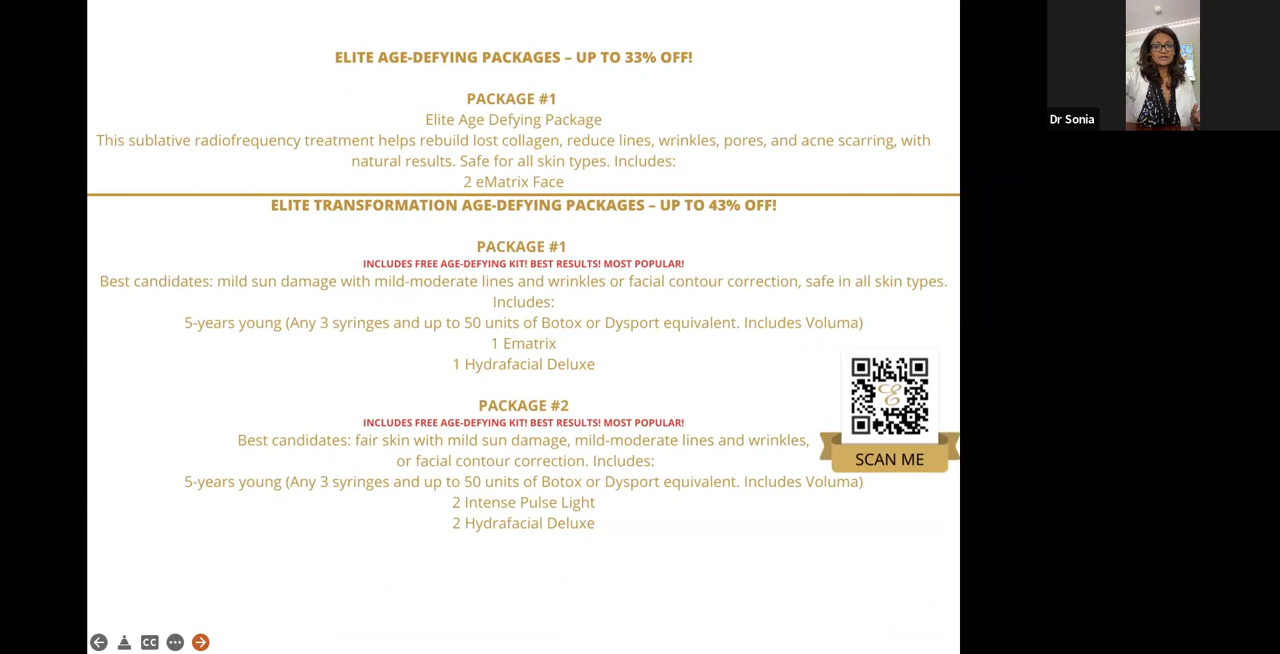 ELITE AGE-DEFYING PACKAGES – UP TO 33% OFF!
PACKAGE #1
Elite Age Defying Package
This sublative radiofrequency treatment helps rebuild lost collagen, reduce lines, wrinkles, pores, and acne scarring, with
natural results. Safe for all skin types. Includes:
2 eMatrix Face
ELITE TRANSFORMATION AGE-DEFYING PACKAGES – UP TO 43% OFF!
PACKAGE #1
INCLUDES FREE AGE-DEFYING KIT! BEST RESULTS! MOST POPULAR!
Best candidates: mild sun damage with mild-moderate lines and wrinkles or facial contour correction, safe in all skin types.
Includes:
5-years young (Any 3 syringes and up to 50 units of Botox or Dysport equivalent. Includes Voluma)
1 Ematrix
1 Hydrafacial Deluxe
PACKAGE #2
INCLUDES FREE AGE-DEFYING KIT! BEST RESULTS! MOST POPULAR!
Best candidates: fair skin with mild sun damage, mild-moderate lines and wrinkles,
or facial contour correction. Includes:
5-years young (Any 3 syringes and up to 50 units of Botox or Dysport equivalent. Includes Voluma)
2 Intense Pulse Light
2 Hydrafacial Deluxe
E
SCAN ME
CC
Dr Sonia